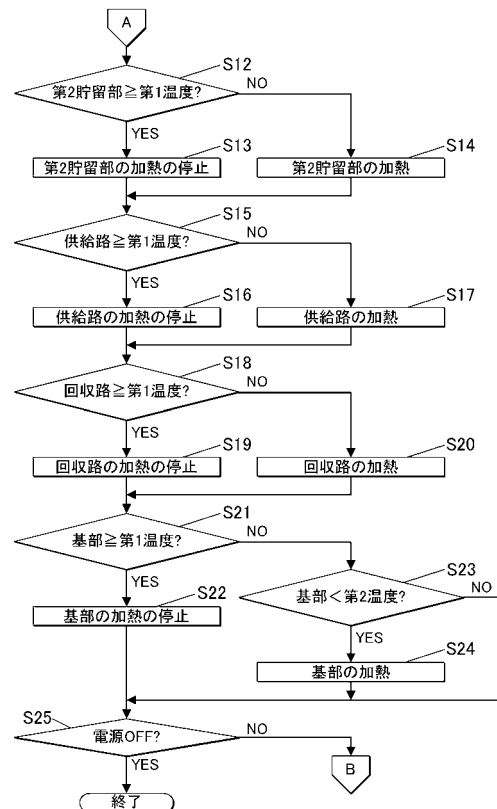 A
S12
第2貯留部≧第1温度?
NO
YES
S13
S14
第2貯留部の加熱の停止
第2貯留部の加熱
S15
供給路≧第1温度?
NO
YES
S16
S17
供給路の加熱の停止
供給路の加熱
S18
回収路≧第1温度?
NO
YES
S19
S20
回収路の加熱の停止
回収路の加熱
S21
基部≧第1温度?
NO
YES
S22
S23
基部の加熱の停止
基部<第2温度?
NO
YES
S24
基部の加熱
S25
電源OFF?
NO
YES
B
終了